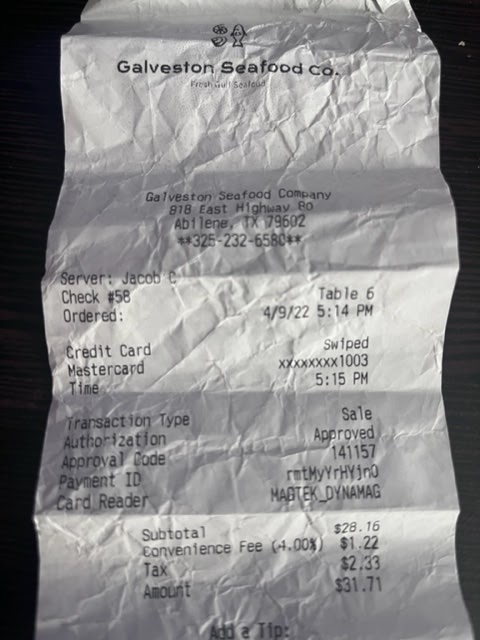 Galveston Seafood Co.
Fresh Gulf Seafood
Galveston Seafood Company
818 East Highway 80
Abilene, TX 79602
**325-232-6580**
Server: Jacob C
Check #58 Table 6
Ordered: 4/9/22 5:14 PM
Credit Card Swiped
Mastercard xxxxxxxx1003
Time 5:15 PM
Transaction Type Sale
Authorization Approved
Approval Code 141157
Payment ID rmtMyYrHYjn0
Card Reader MAGTEK_DYNAMAG
Subtotal $28.16
Convenience Fee (4.00%) $1.22
Tax $2.33
Amount $31.71
Add a Tip: